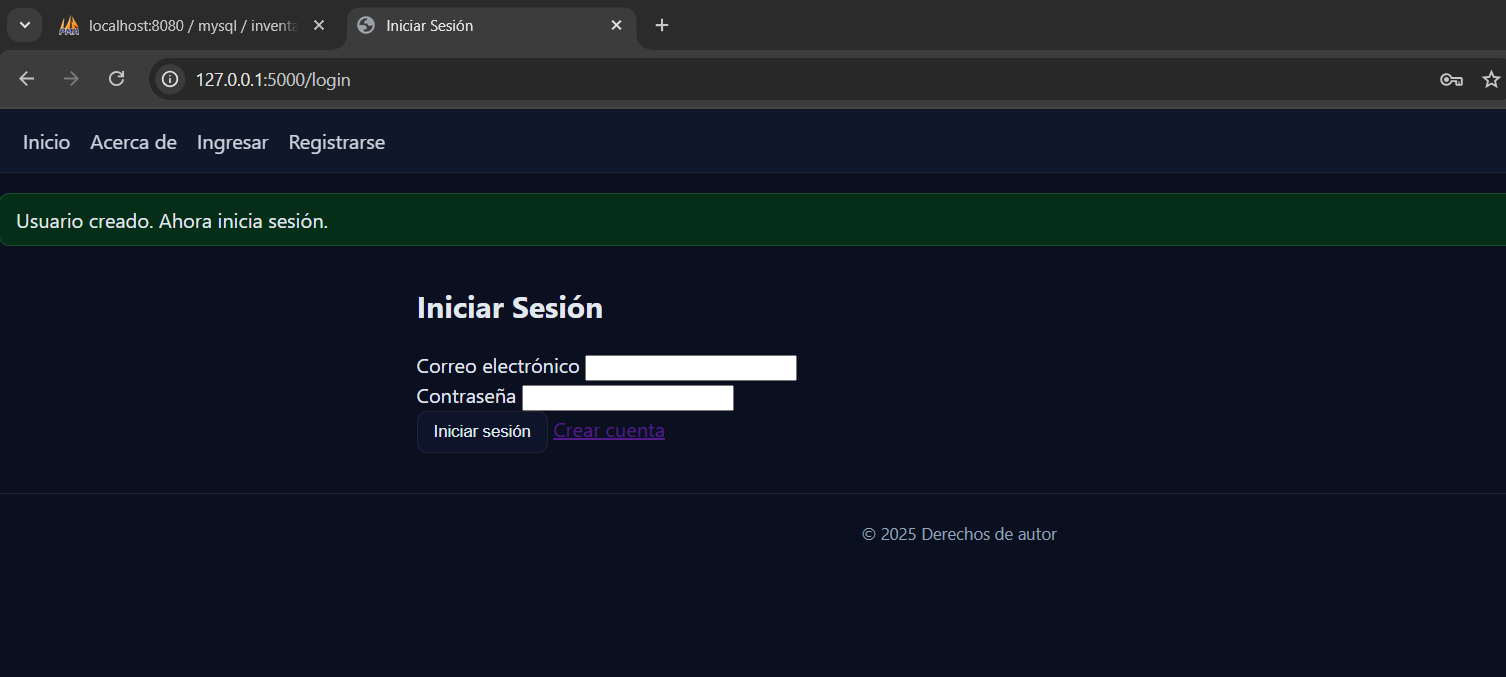 localhost:8080 / mysql / inventa
Iniciar Sesión
127.0.0.1:5000/login
Inicio Acerca de Ingresar Registrarse
Usuario creado. Ahora inicia sesión.
Iniciar Sesión
Correo electrónico
Contraseña
Iniciar sesión Crear cuenta
© 2025 Derechos de autor